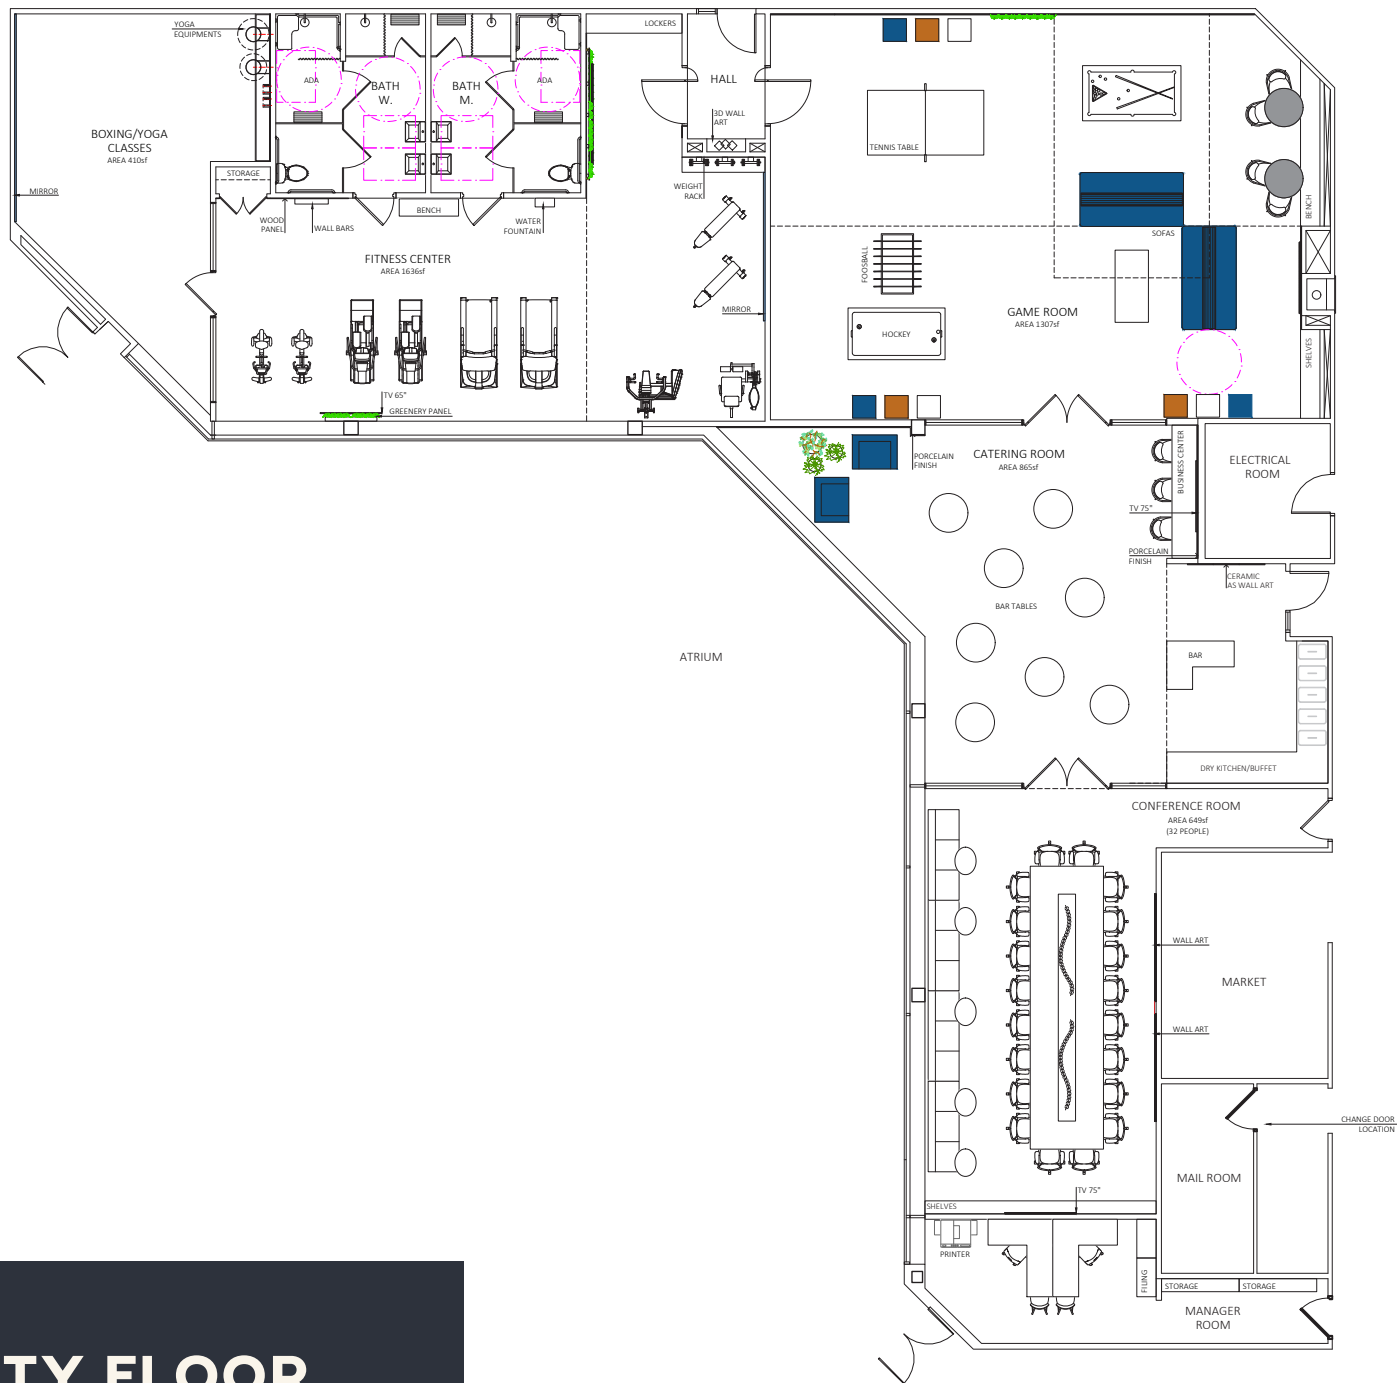 YOGA
EQUIPMENTS
LOCKERS
HALL
ADA
BATH
W.
BATH
M.
ADA
3D WALL
ART
BOXING/YOGA
CLASSES
AREA 410sf
TENNIS TABLE
MIRROR
STORAGE
WEIGHT
RACK
WOOD
PANEL
WALL BARS
BENCH
WATER
FOUNTAIN
BENCH
SOFAS
FITNESS CENTER
AREA 1636sf
FOOSBALL
MIRROR
GAME ROOM
AREA 1307sf
HOCKEY
SHELVES
TV 65"
GREENERY PANEL
PORCELAIN
FINISH
CATERING ROOM
AREA 865sf
BUSINESS CENTER
ELECTRICAL
ROOM
TV 75"
PORCELAIN
FINISH
CERAMIC
AS WALL ART
BAR TABLES
ATRIUM
BAR
DRY KITCHEN/BUFFET
CONFERENCE ROOM
AREA 649sf
(32 PEOPLE)
WALL ART
MARKET
WALL ART
CHANGE DOOR
LOCATION
MAIL ROOM
TV 75"
SHELVES
PRINTER
FILING
STORAGE
STORAGE
MANAGER
ROOM
TY FLOOR